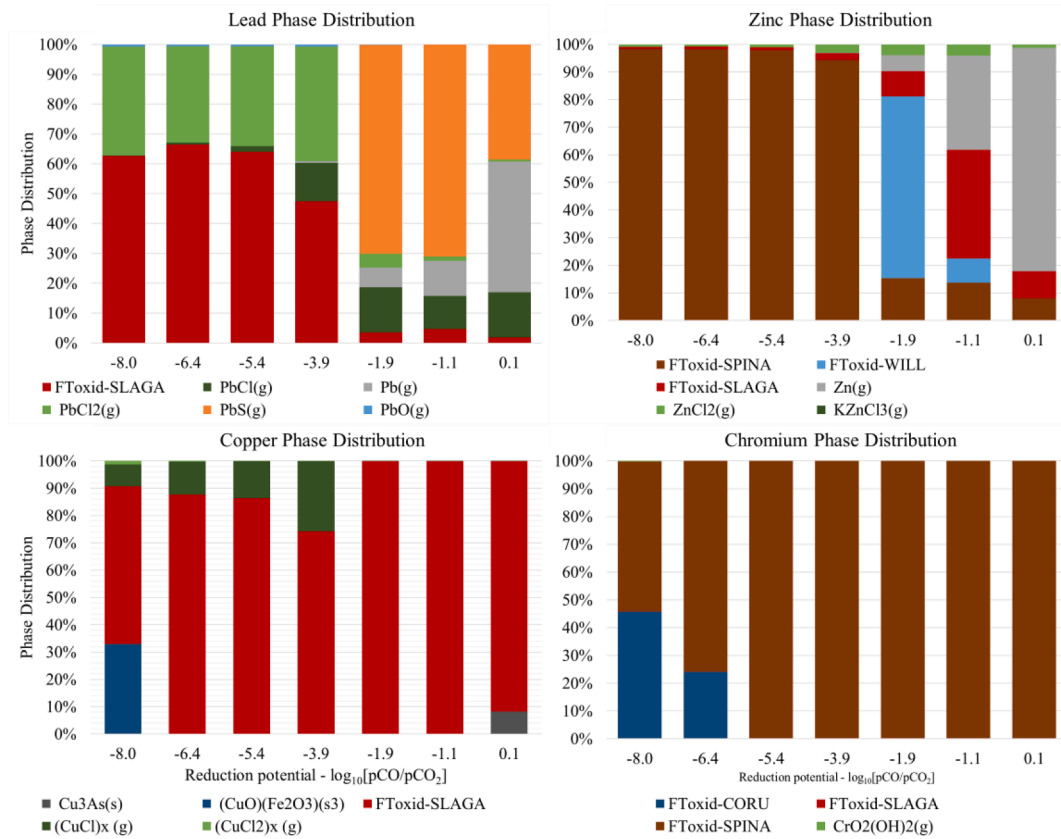 Lead Phase Distribution
100%
90%
80%
70%
60%
50%
40%
30%
20%
10%
0%
Phase Distribution
-8.0 -6.4 -5.4 -3.9 -1.9 -1.1 0.1
FToxid-SLAGA PbCl(g) Pb(g)
PbCl2(g) PbS(g) PbO(g)
Zinc Phase Distribution
100%
90%
80%
70%
60%
50%
40%
30%
20%
10%
0%
-8.0 -6.4 -5.4 -3.9 -1.9 -1.1 0.1
FToxid-SPINA FToxid-WILL
FToxid-SLAGA Zn(g)
ZnCl2(g) KZnCl3(g)
Copper Phase Distribution
100%
90%
80%
70%
60%
50%
40%
30%
20%
10%
0%
Phase Distribution
-8.0 -6.4 -5.4 -3.9 -1.9 -1.1 0.1
Reduction potential - log₁₀[pCO/pCO₂]
Cu3As(s) (CuO)(Fe2O3)(s3) FToxid-SLAGA
(CuCl)x (g) (CuCl2)x (g)
Chromium Phase Distribution
100%
90%
80%
70%
60%
50%
40%
30%
20%
10%
0%
-8.0 -6.4 -5.4 -3.9 -1.9 -1.1 0.1
Reduction potential - log₁₀[pCO/pCO₂]
FToxid-CORU FToxid-SLAGA
FToxid-SPINA CrO2(OH)2(g)